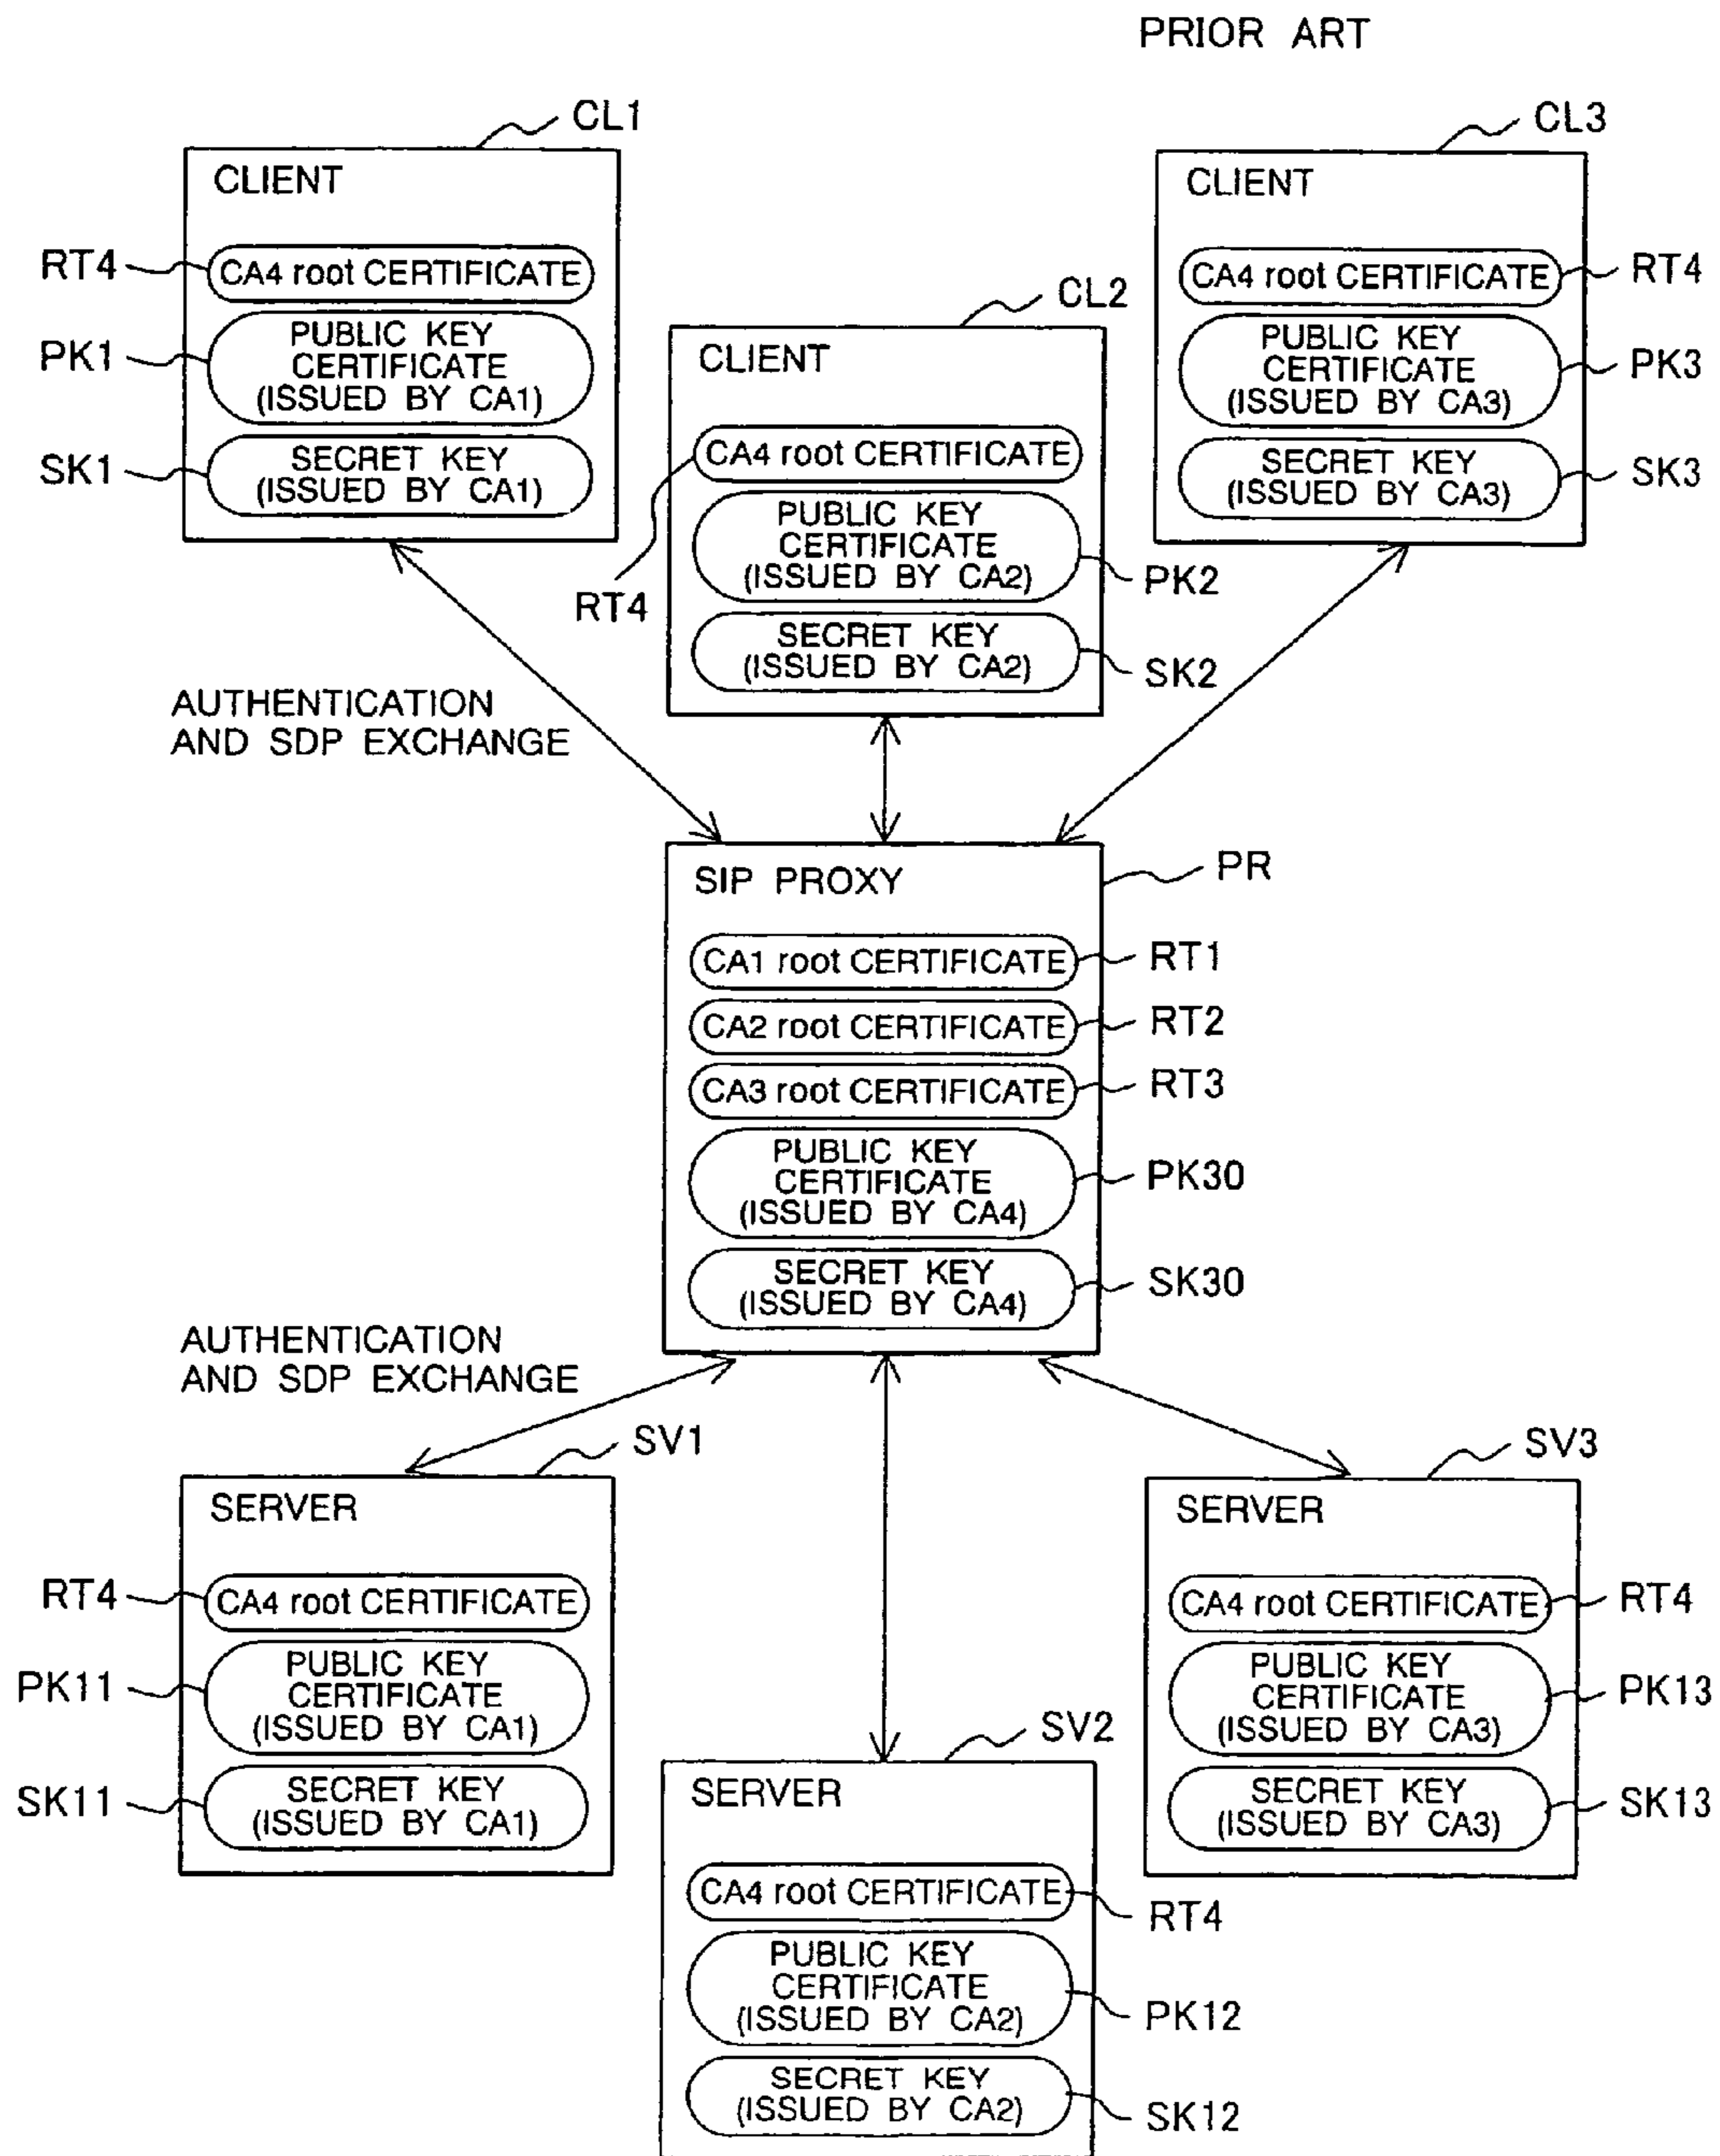 PRIOR ART
CL1
CLIENT
RT4
CA4 root CERTIFICATE
PK1
PUBLIC KEY
CERTIFICATE
(ISSUED BY CA1)
SK1
SECRET KEY
(ISSUED BY CA1)
CL2
CLIENT
CA4 root CERTIFICATE
RT4
PUBLIC KEY
CERTIFICATE
(ISSUED BY CA2)
PK2
SECRET KEY
(ISSUED BY CA2)
SK2
CL3
CLIENT
CA4 root CERTIFICATE
RT4
PUBLIC KEY
CERTIFICATE
(ISSUED BY CA3)
PK3
SECRET KEY
(ISSUED BY CA3)
SK3
AUTHENTICATION
AND SDP EXCHANGE
SIP PROXY
PR
CA1 root CERTIFICATE
RT1
CA2 root CERTIFICATE
RT2
CA3 root CERTIFICATE
RT3
PUBLIC KEY
CERTIFICATE
(ISSUED BY CA4)
PK30
SECRET KEY
(ISSUED BY CA4)
SK30
AUTHENTICATION
AND SDP EXCHANGE
SV1
SERVER
RT4
CA4 root CERTIFICATE
PK11
PUBLIC KEY
CERTIFICATE
(ISSUED BY CA1)
SK11
SECRET KEY
(ISSUED BY CA1)
SV2
SERVER
CA4 root CERTIFICATE
RT4
PUBLIC KEY
CERTIFICATE
(ISSUED BY CA2)
PK12
SECRET KEY
(ISSUED BY CA2)
SK12
SV3
SERVER
CA4 root CERTIFICATE
RT4
PUBLIC KEY
CERTIFICATE
(ISSUED BY CA3)
PK13
SECRET KEY
(ISSUED BY CA3)
SK13